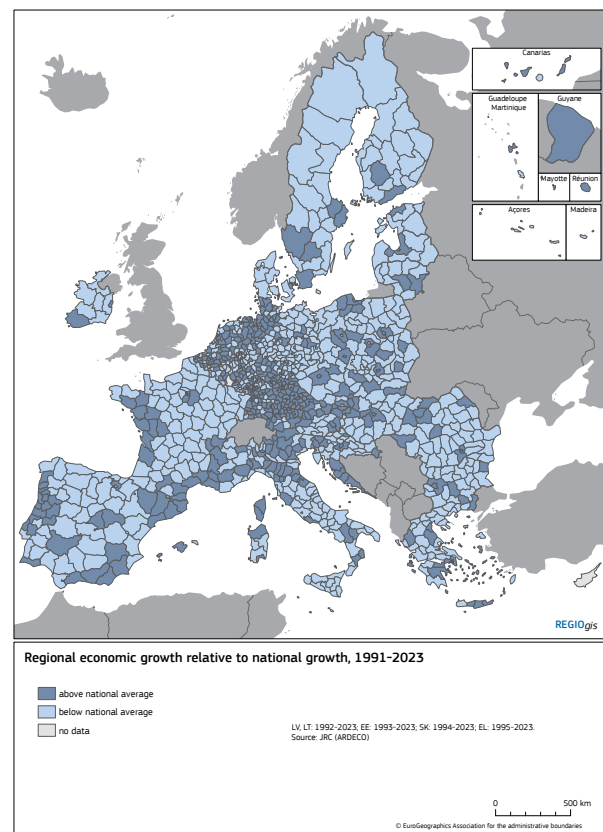 Canarias
Guadeloupe
Martinique
Guyane
Mayotte
Réunion
Açores
Madeira
REGIOgis
Regional economic growth relative to national growth, 1991-2023
above national average
below national average
no data
LV, LT: 1992-2023; EE: 1993-2023; SK: 1994-2023; EL: 1995-2023.
Source: JRC (ARDECO)
0 500 km
© EuroGeographics Association for the administrative boundaries